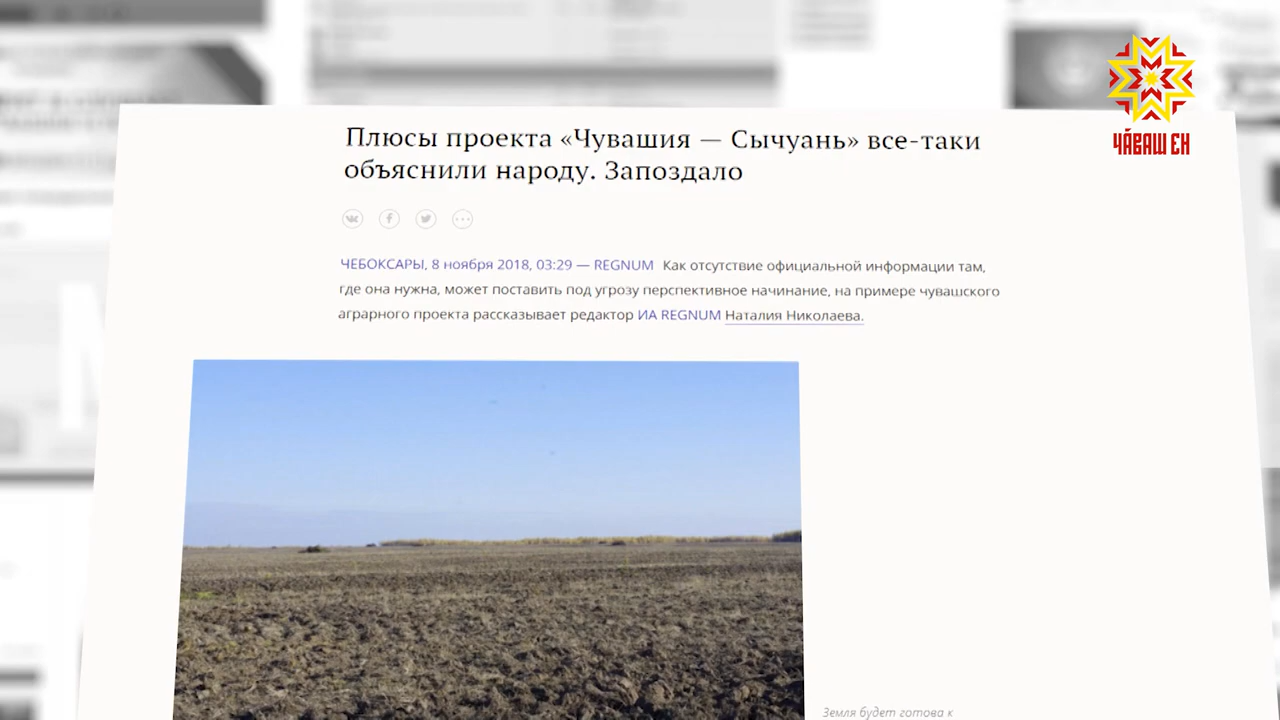 ЧӐВАШ ЕН
Плюсы проекта «Чувашия — Сычуань» все-таки
объяснили народу. Запоздало
ЧЕБОКСАРЫ, 8 ноября 2018, 03:29 — REGNUM Как отсутствие официальной информации там,
где она нужна, может поставить под угрозу перспективное начинание, на примере чувашского
аграрного проекта рассказывает редактор ИА REGNUM Наталия Николаева.
Земля будет готова к